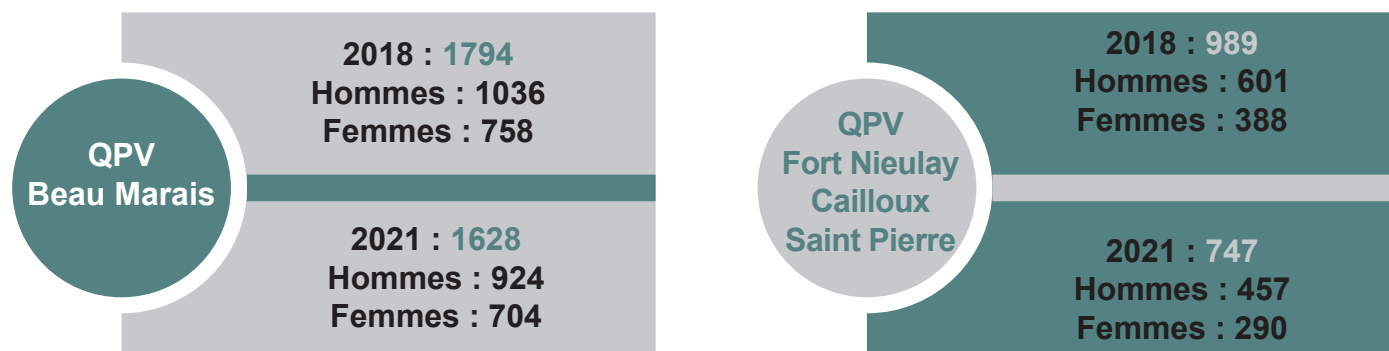 QPV
Beau Marais
2018 : 1794
Hommes : 1036
Femmes : 758
2021 : 1628
Hommes : 924
Femmes : 704
QPV
Fort Nieulay
Cailloux
Saint Pierre
2018 : 989
Hommes : 601
Femmes : 388
2021 : 747
Hommes : 457
Femmes : 290